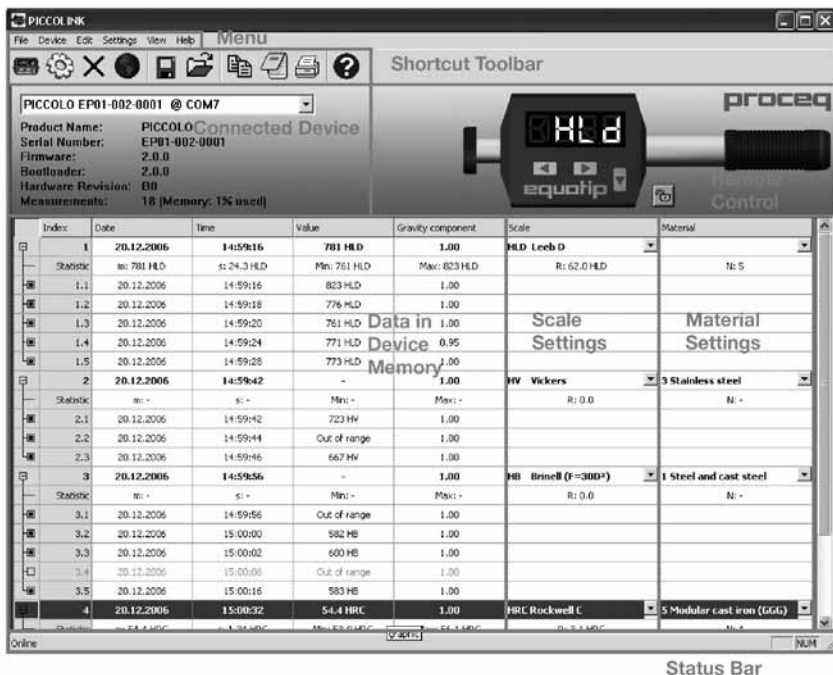 PICCOLINK
File Device Edit Settings View Help Menu
Shortcut Toolbar
PICCOLO EP01-002-0001 @ COM7
proceq
Product Name: PICCOLO Connected Device
Serial Number: EP01-002-0001
Firmware: 2.0.0
Bootloader: 2.0.0
Hardware Revision: B0
Measurements: 18 (Memory: 1% used)
HLd
equotip
Remote
Control
Index Date Time Value Gravity component Scale Material
1 20.12.2006 14:59:16 781 HLD 1.00 HLD Leeb D
Statistic m: 781 HLD s: 24.3 HLD Min: 761 HLD Max: 823 HLD R: 62.0 HLD N: 5
1.1 20.12.2006 14:59:16 823 HLD 1.00
1.2 20.12.2006 14:59:18 776 HLD 1.00
1.3 20.12.2006 14:59:20 761 HLD Data in 1.00 Scale Material
1.4 20.12.2006 14:59:24 771 HLD Device 0.95 Settings Settings
1.5 20.12.2006 14:59:28 773 HLD Memory 1.00
2 20.12.2006 14:59:42 - 1.00 HV Vickers 3 Stainless steel
Statistic m: - s: - Min: - Max: - R: 0.0 N: -
2.1 20.12.2006 14:59:42 723 HV 1.00
2.2 20.12.2006 14:59:44 Out of range 1.00
2.3 20.12.2006 14:59:46 667 HV 1.00
3 20.12.2006 14:59:56 - 1.00 HB Brinell (F=30D²) 1 Steel and cast steel
Statistic m: - s: - Min: - Max: - R: 0.0 N: -
3.1 20.12.2006 14:59:56 Out of range 1.00
3.2 20.12.2006 15:00:00 582 HB 1.00
3.3 20.12.2006 15:00:02 600 HB 1.00
3.4 20.12.2006 15:00:08 Out of range 1.00
3.5 20.12.2006 15:00:16 583 HB 1.00
4 20.12.2006 15:00:32 54.4 HRC 1.00 HRC Rockwell C 5 Modular cast iron (GGG)
graphic
Online NUM
Status Bar